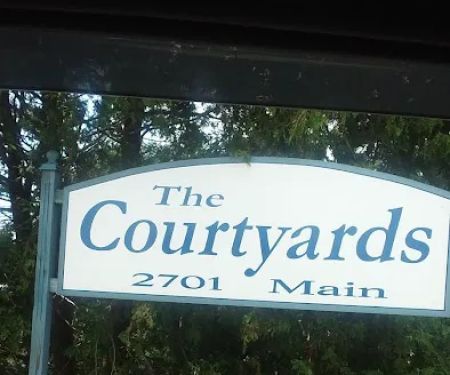 The
Courtyards
2701 Main